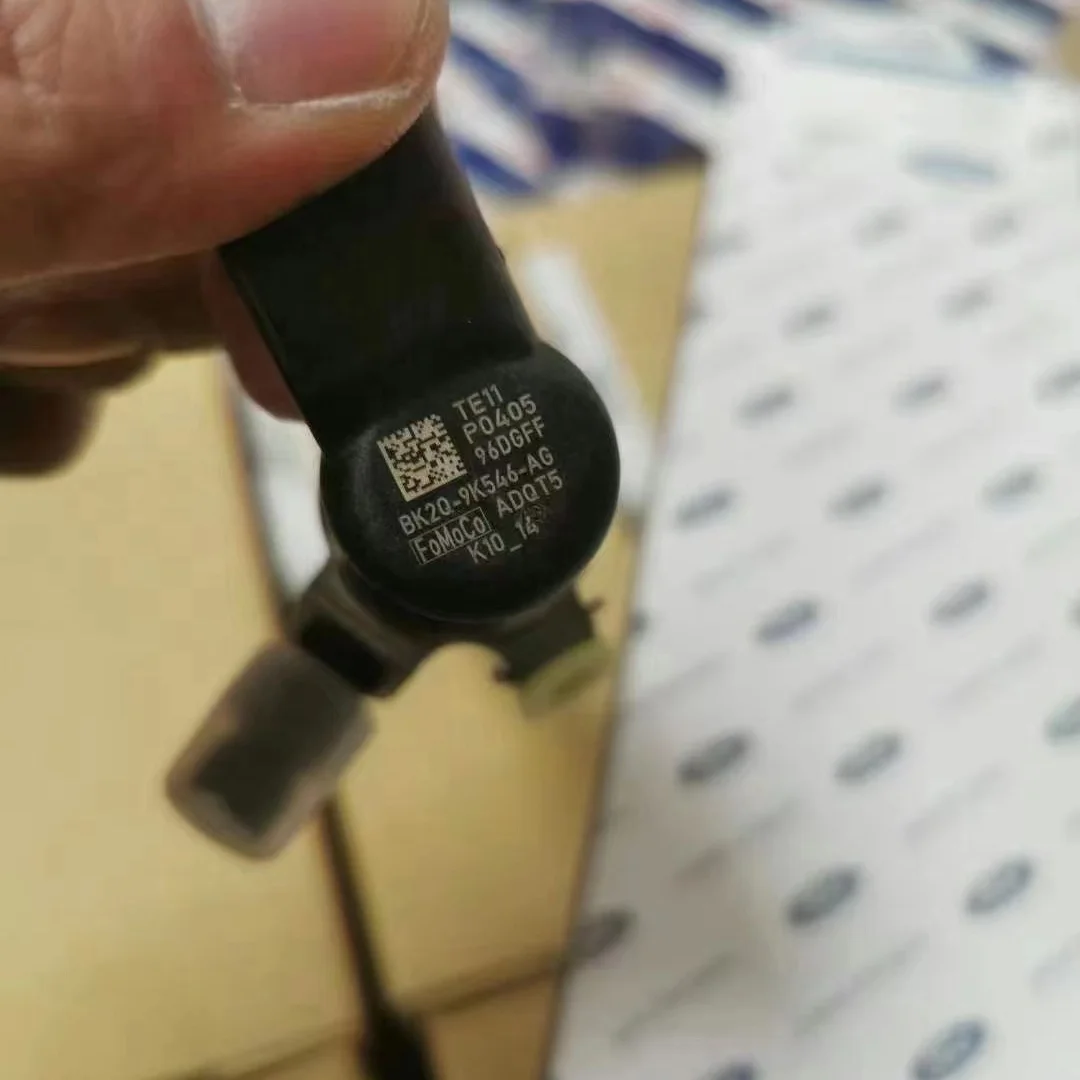 TE11
P0405
96DGFF
BK2Q-9K546-AG
FoMoCo ADQT5
K10_14